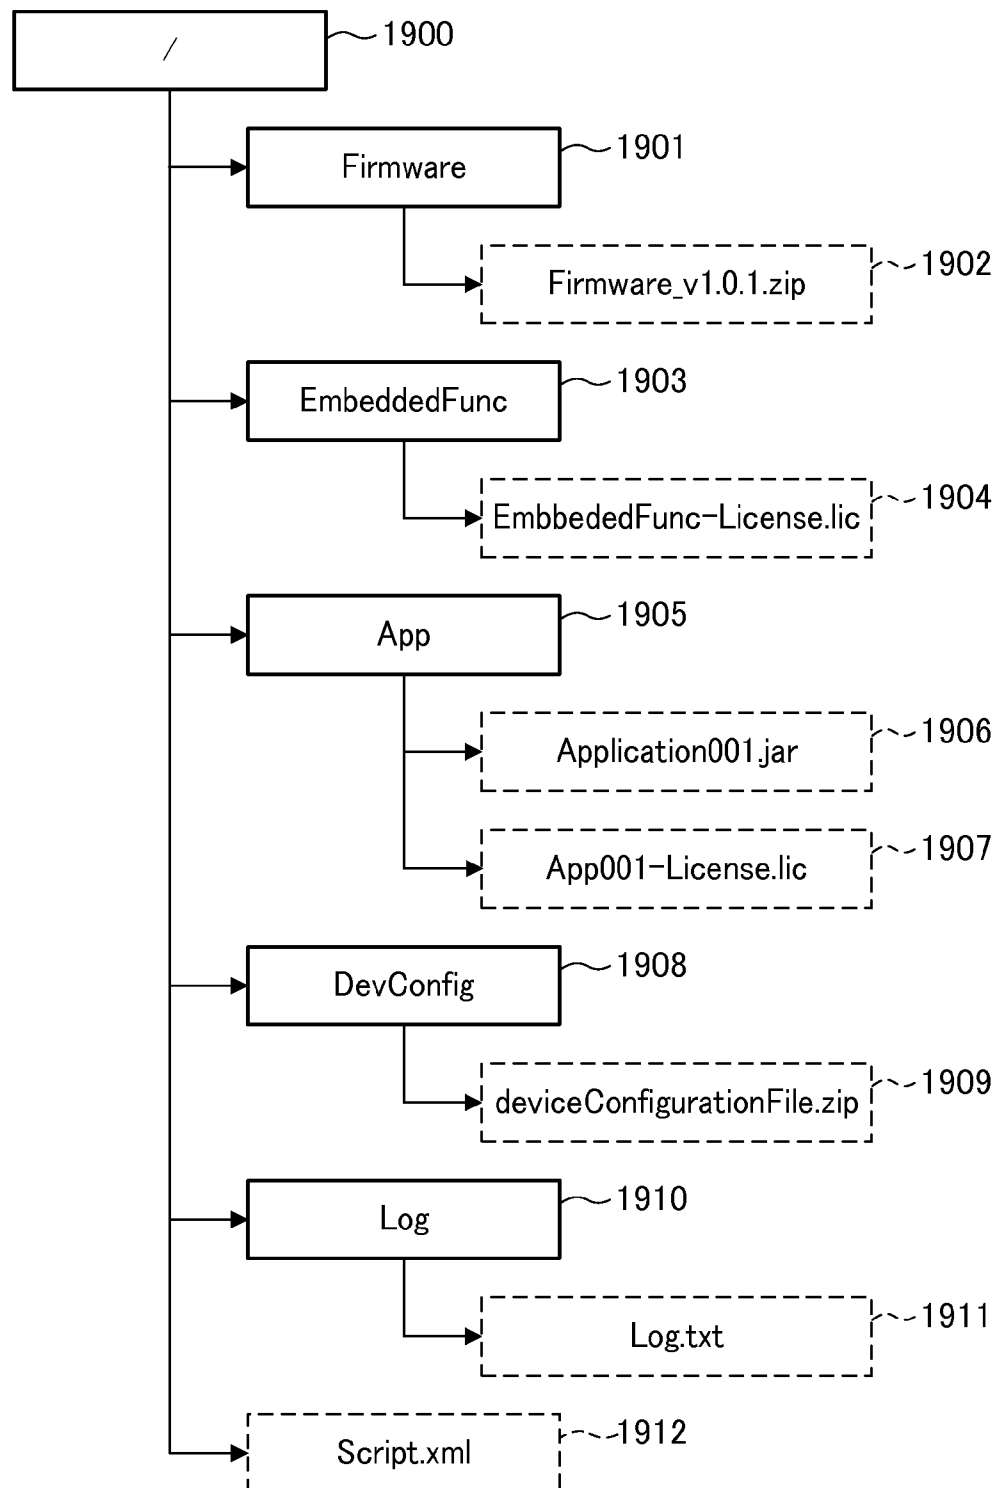 /
1900
Firmware
1901
Firmware_v1.0.1.zip
1902
EmbeddedFunc
1903
EmbbededFunc-License.lic
1904
App
1905
Application001.jar
1906
App001-License.lic
1907
DevConfig
1908
deviceConfigurationFile.zip
1909
Log
1910
Log.txt
1911
Script.xml
1912